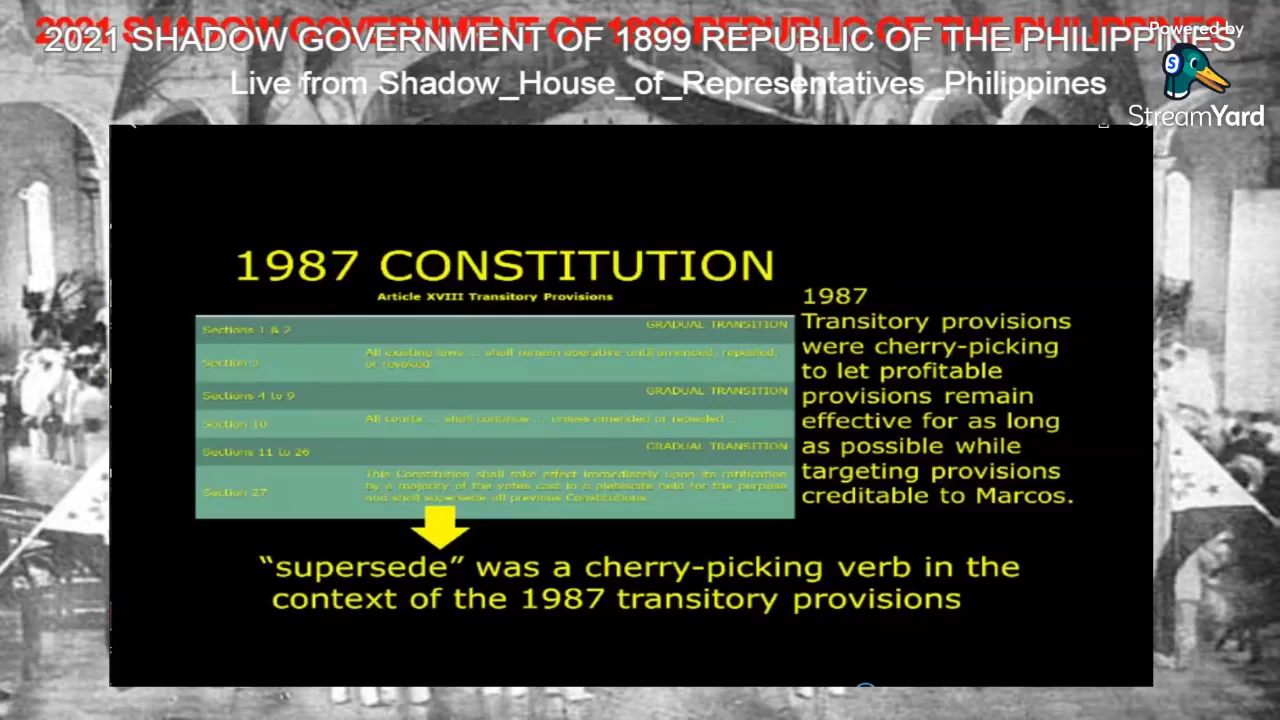 2021 SHADOW GOVERNMENT OF 1899 REPUBLIC OF THE PHILIPPINES
Powered by
Live from Shadow_House_of_Representatives_Philippines
StreamYard
1987 CONSTITUTION
Article XVIII Transitory Provisions
Sections 1 & 2 GRADUAL TRANSITION
Section 3 All existing laws ... shall remain operative until amended, repealed,
or revoked
Sections 4 to 9 GRADUAL TRANSITION
Section 10 All courts ... shall continue .... unless amended or repealed ...
Sections 11 to 26 GRADUAL TRANSITION
This Constitution shall take effect immediately upon its ratification
Section 27 by a majority of the votes cast in a plebiscite held for the purpose
and shall supersede all previous Constitutions.
1987
Transitory provisions
were cherry-picking
to let profitable
provisions remain
effective for as long
as possible while
targeting provisions
creditable to Marcos.
“supersede” was a cherry-picking verb in the
context of the 1987 transitory provisions